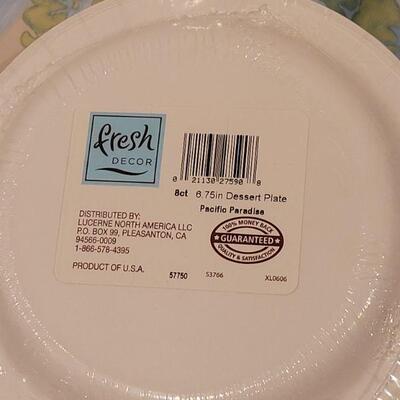 fresh
DECOR
0 21130 27590 8
8ct 6.75in Dessert Plate
Pacific Paradise
DISTRIBUTED BY:
LUCERNE NORTH AMERICA LLC
P.O. BOX 99, PLEASANTON, CA
94566-0009
1-866-578-4395
100% MONEY BACK
GUARANTEED
QUALITY & SATISFACTION
PRODUCT OF U.S.A.
57750 53766 XL0606